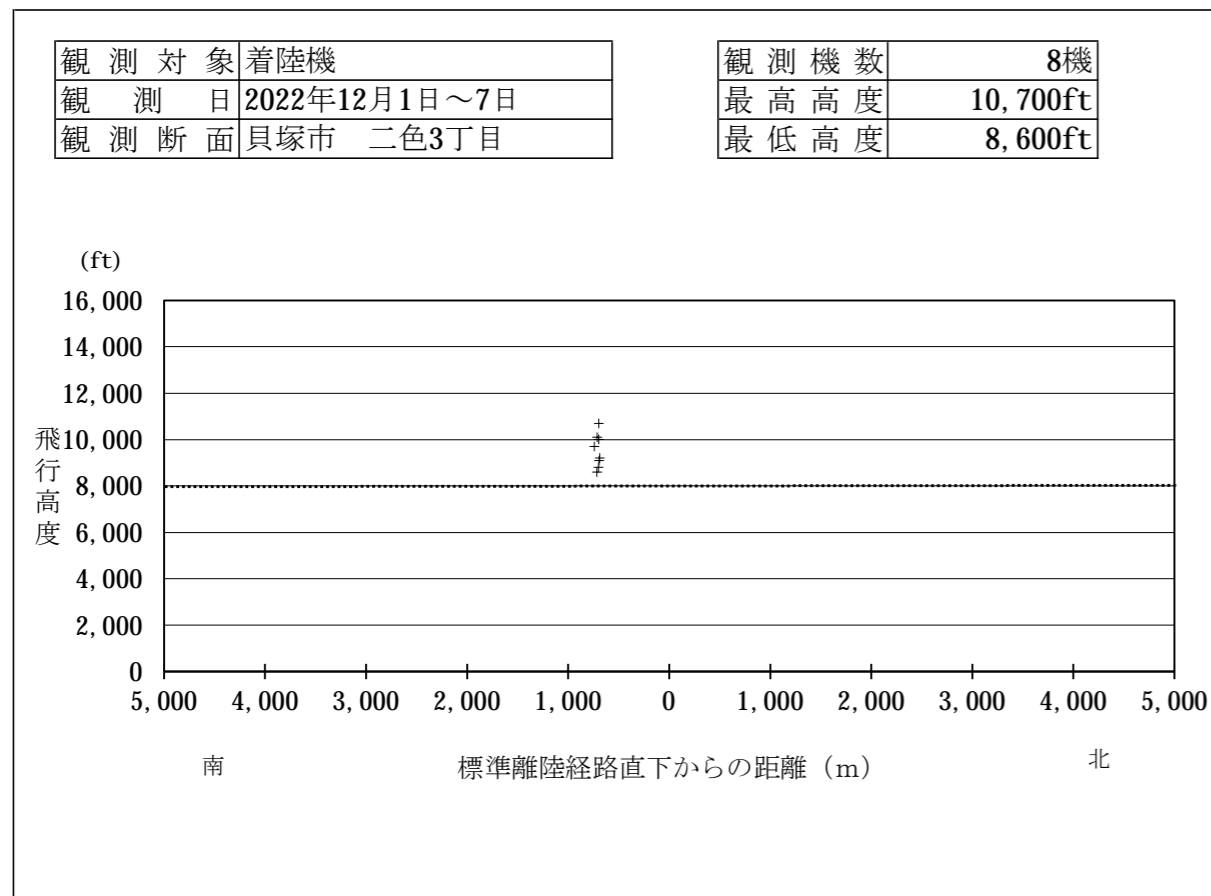 観測対象 着陸機
観測日 2022年12月1日～7日
観測断面 貝塚市　二色3丁目
観測機数 8機
最高高度 10,700ft
最低高度 8,600ft
(ft)
16,000
14,000
12,000
10,000
8,000
6,000
4,000
2,000
0
飛行高度
5,000 4,000 3,000 2,000 1,000 0 1,000 2,000 3,000 4,000 5,000
南 標準離陸経路直下からの距離（m） 北